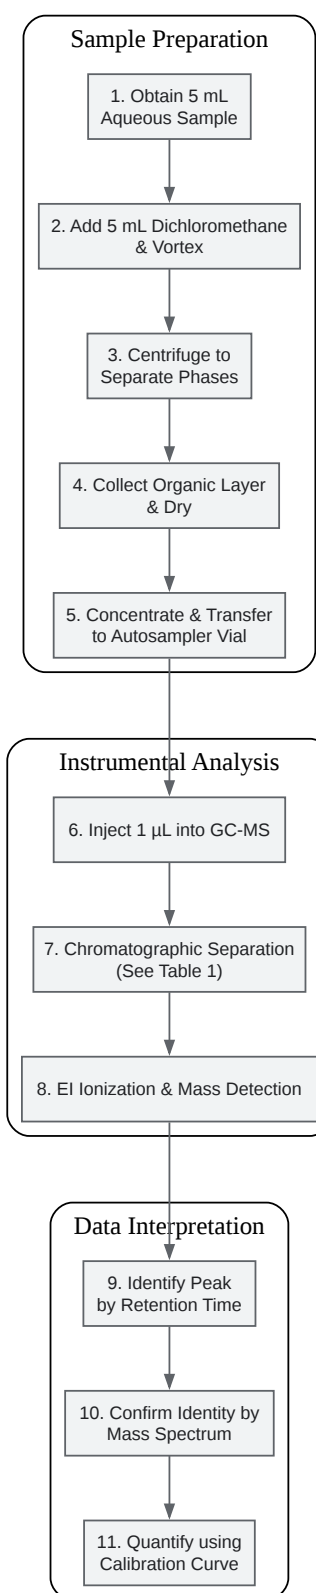 Sample Preparation
1. Obtain 5 mL
Aqueous Sample
2. Add 5 mL Dichloromethane
& Vortex
3. Centrifuge to
Separate Phases
4. Collect Organic Layer
& Dry
5. Concentrate & Transfer
to Autosampler Vial
Instrumental Analysis
6. Inject 1 µL into GC-MS
7. Chromatographic Separation
(See Table 1)
8. EI Ionization & Mass Detection
Data Interpretation
9. Identify Peak
by Retention Time
10. Confirm Identity by
Mass Spectrum
11. Quantify using
Calibration Curve